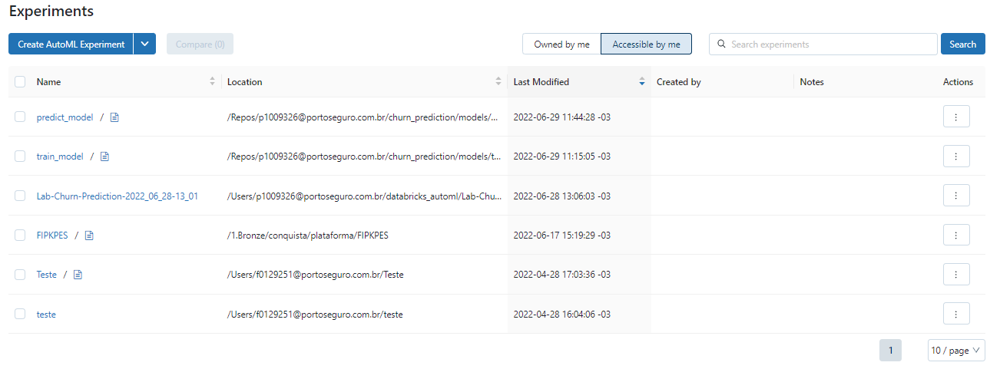 Experiments
Create AutoML Experiment Compare (0) Owned by me Accessible by me Search experiments Search
Name Location Last Modified Created by Notes Actions
predict_model / /Repos/p1009326@portoseguro.com.br/churn_prediction/models/... 2022-06-29 11:44:28 -03
train_model / /Repos/p1009326@portoseguro.com.br/churn_prediction/models/t... 2022-06-29 11:15:05 -03
Lab-Churn-Prediction-2022_06_28-13_01 /Users/p1009326@portoseguro.com.br/databricks_automl/Lab-Chu... 2022-06-28 13:06:03 -03
FIPKPES / /1.Bronze/conquista/plataforma/FIPKPES 2022-06-17 15:19:29 -03
Teste / /Users/f0129251@portoseguro.com.br/Teste 2022-04-28 17:03:36 -03
teste /Users/f0129251@portoseguro.com.br/teste 2022-04-28 16:04:06 -03
1 10 / page